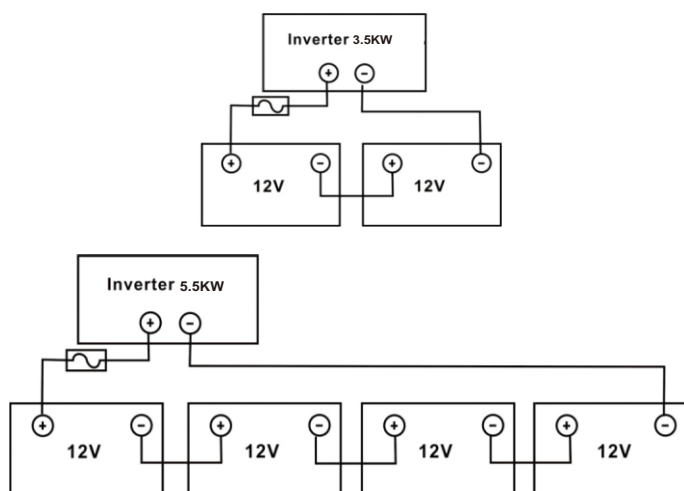 Inverter 3.5KW
+ −
+ − + −
12V 12V
Inverter 5.5KW
+ −
+ − + − + − + −
12V 12V 12V 12V